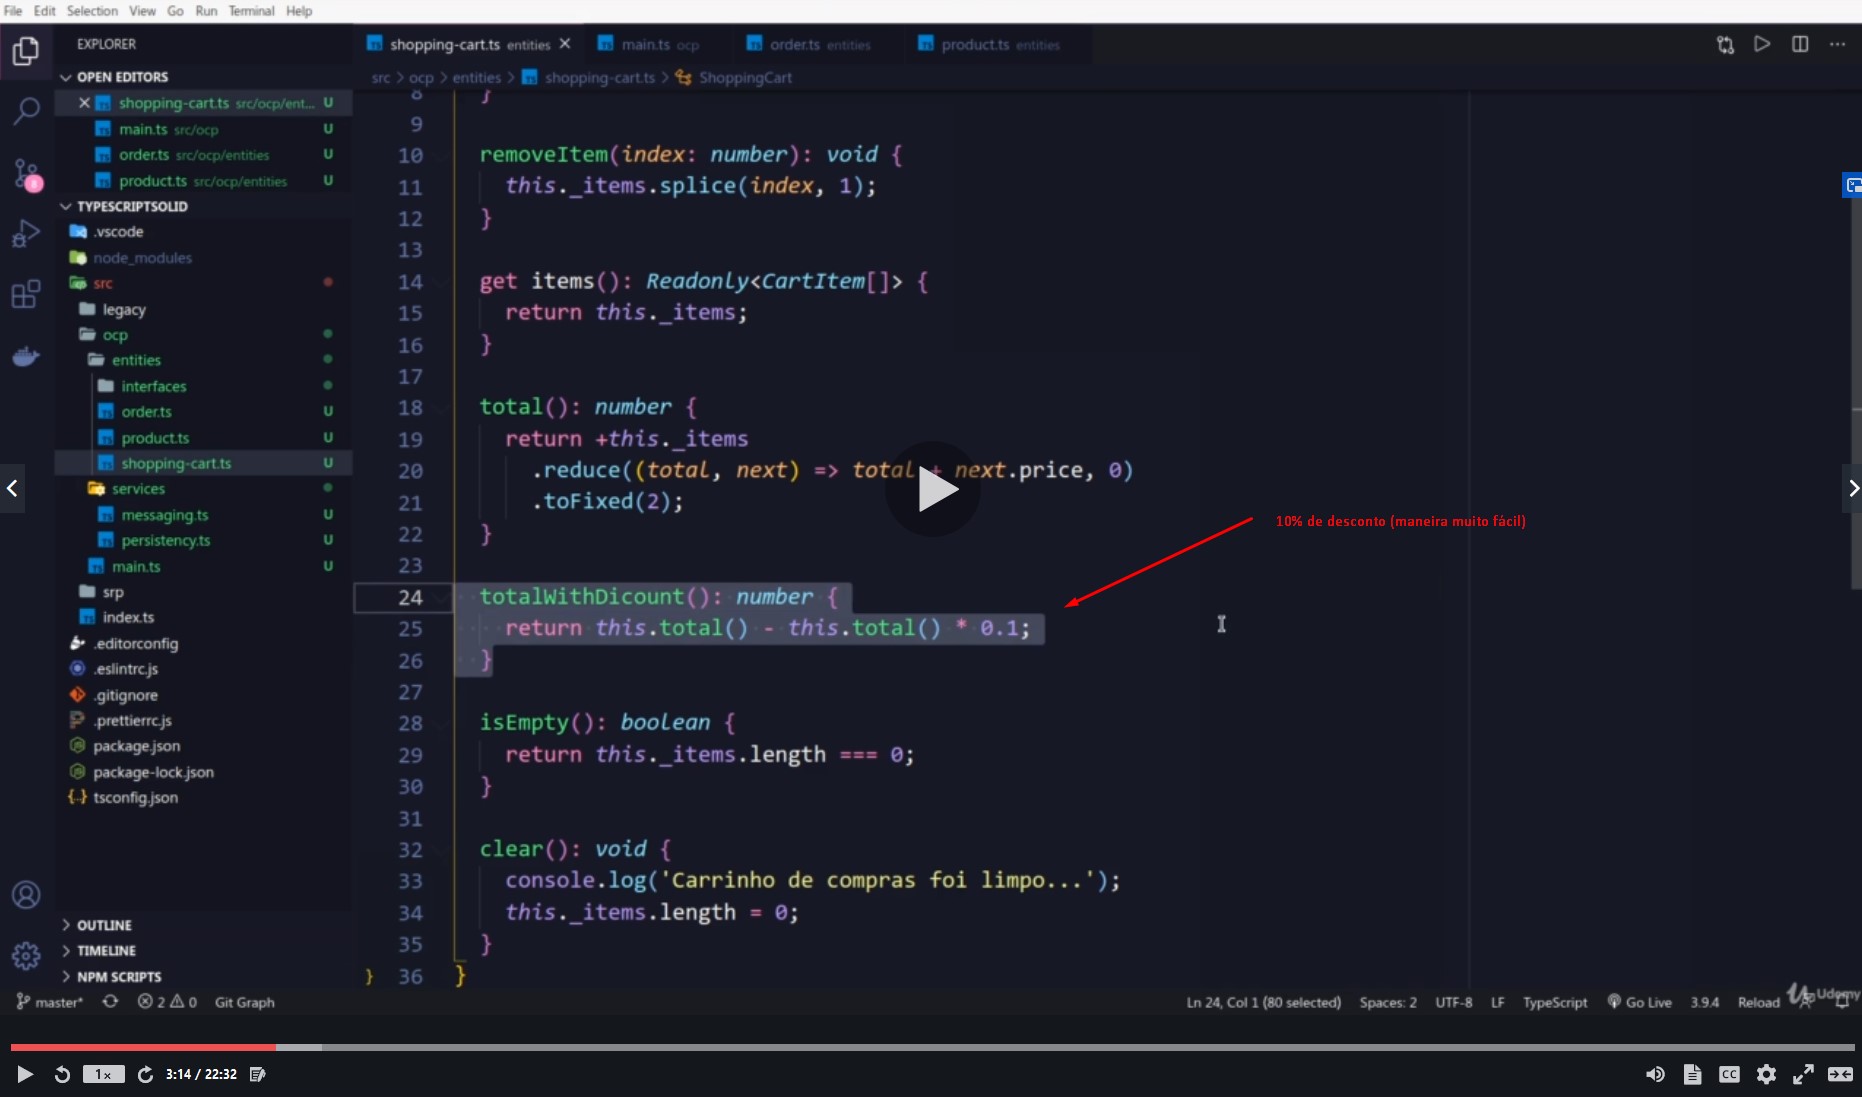 File Edit Selection View Go Run Terminal Help
EXPLORER
OPEN EDITORS
shopping-cart.ts src/ocp/ent... U
main.ts src/ocp U
order.ts src/ocp/entities U
product.ts src/ocp/entities U
TYPESCRIPTSOLID
.vscode
node_modules
src
legacy
ocp
entities
interfaces
order.ts U
product.ts U
shopping-cart.ts U
services
messaging.ts U
persistency.ts U
main.ts U
srp
index.ts
.editorconfig
.eslintrc.js
.gitignore
.prettierrc.js
package.json
package-lock.json
tsconfig.json
OUTLINE
TIMELINE
NPM SCRIPTS
shopping-cart.ts entities main.ts ocp order.ts entities product.ts entities
src > ocp > entities > shopping-cart.ts > ShoppingCart
8 }
9
10 removeItem(index: number): void {
11 this._items.splice(index, 1);
12 }
13
14 get items(): Readonly<CartItem[]> {
15 return this._items;
16 }
17
18 total(): number {
19 return +this._items
20 .reduce((total, next) => total + next.price, 0)
21 .toFixed(2);
22 }
23
10% de desconto (maneira muito fácil)
24 totalWithDicount(): number {
25 return this.total() - this.total() * 0.1;
26 }
27
28 isEmpty(): boolean {
29 return this._items.length === 0;
30 }
31
32 clear(): void {
33 console.log('Carrinho de compras foi limpo...');
34 this._items.length = 0;
35 }
36 }
master* 2 0 Git Graph Ln 24, Col 1 (80 selected) Spaces: 2 UTF-8 LF TypeScript Go Live 3.9.4 Reload Udemy
1x 3:14 / 22:32 CC